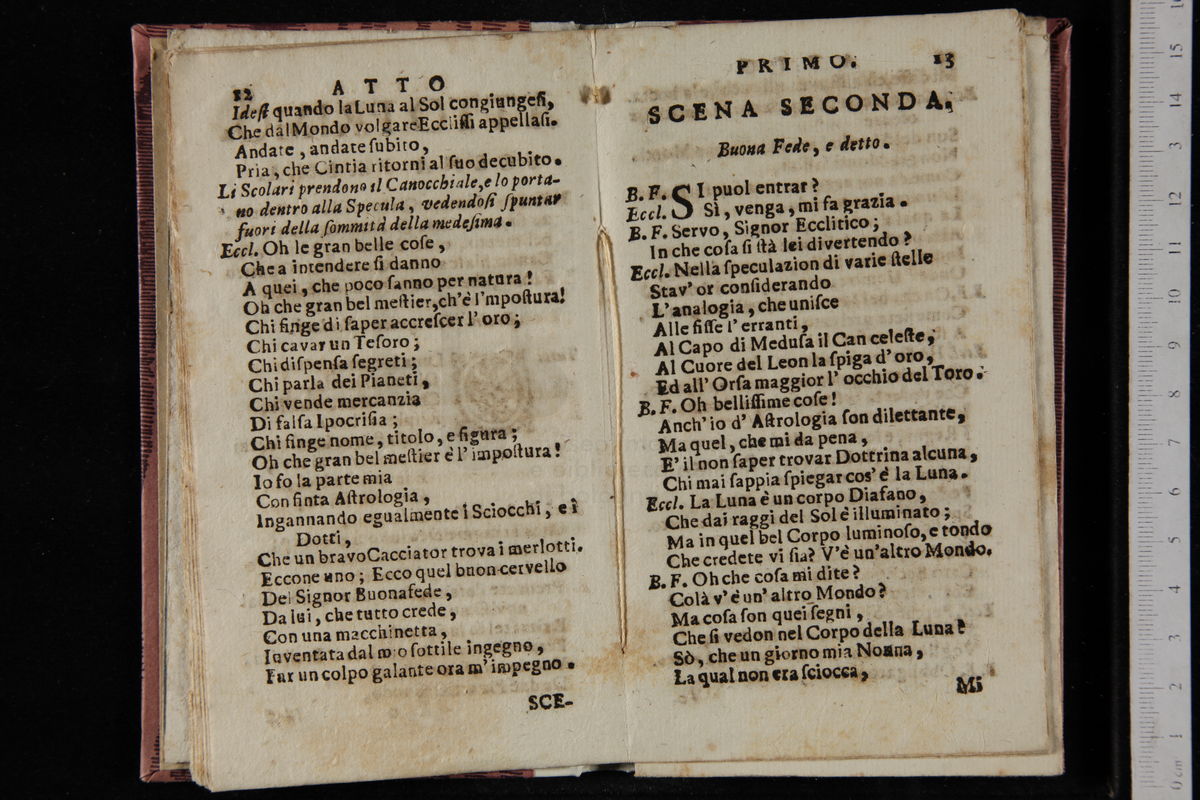 12 ATTO
Ideſt quando la Luna al Sol congiungeſi,
Che dal Mondo volgare Eccliſſi appellaſi.
Andate, andate ſubito,
Pria, che Cintia ritorni al ſuo decubito.
Li Scolari prendono il Canocchiale, e lo porta-
no dentro alla Specula, vedendoſi ſpuntar
fuori della ſommità della medeſima.
Eccl. Oh le gran belle coſe,
Che a intendere ſi danno
A quei, che poco ſanno per natura!
Oh che gran bel meſtier, ch'è l'mpoſtura!
Chi finge di ſaper accreſcer l'oro;
Chi cavar un Teſoro;
Chi diſpenſa ſegreti;
Chi parla dei Pianeti,
Chi vende mercanzia
Di falſa Ipocriſia;
Chi finge nome, titolo, e figura;
Oh che gran bel meſtier è l'impoſtura!
Io fo la parte mia
Con finta Aſtrologia,
Ingannando egualmente i Sciocchi, e i
Dotti,
Che un bravo Cacciator trova i merlotti.
Eccone uno; Ecco quel buon cervello
Del Signor Buonafede,
Da lui, che tutto crede,
Con una macchinetta,
Inventata dal mio ſottile ingegno,
Far un colpo galante ora m'impegno.
SCE-
PRIMO. 13
SCENA SECONDA.
Buona Fede, e detto.
B. F. SI puol entrar?
Eccl. Sì, venga, mi fa grazia.
B. F. Servo, Signor Ecclitico;
In che coſa ſi ſtà lei divertendo?
Eccl. Nella ſpeculazion di varie ſtelle
Stav' or conſiderando
L'analogia, che uniſce
Alle fiſſe l'erranti,
Al Capo di Meduſa il Can celeſte,
Al Cuore del Leon la ſpiga d'oro,
Ed all'Orſa maggior l'occhio del Toro.
B. F. Oh belliſſime coſe!
Anch'io d'Aſtrologia ſon dilettante,
Ma quel, che mi da pena,
E' il non ſaper trovar Dottrina alcuna,
Chi mai ſappia ſpiegar cos'è la Luna.
Eccl. La Luna è un corpo Diafano,
Che dai raggi del Sol è illuminato;
Ma in quel bel Corpo luminoſo, e tondo
Che credete vi ſia? V'è un'altro Mondo.
B. F. Oh che coſa mi dite?
Colà v'è un'altro Mondo?
Ma coſa ſon quei ſegni,
Che ſi vedon nel Corpo della Luna?
Sò, che un giorno mia Nonna,
La qual non era ſciocca,
Mi